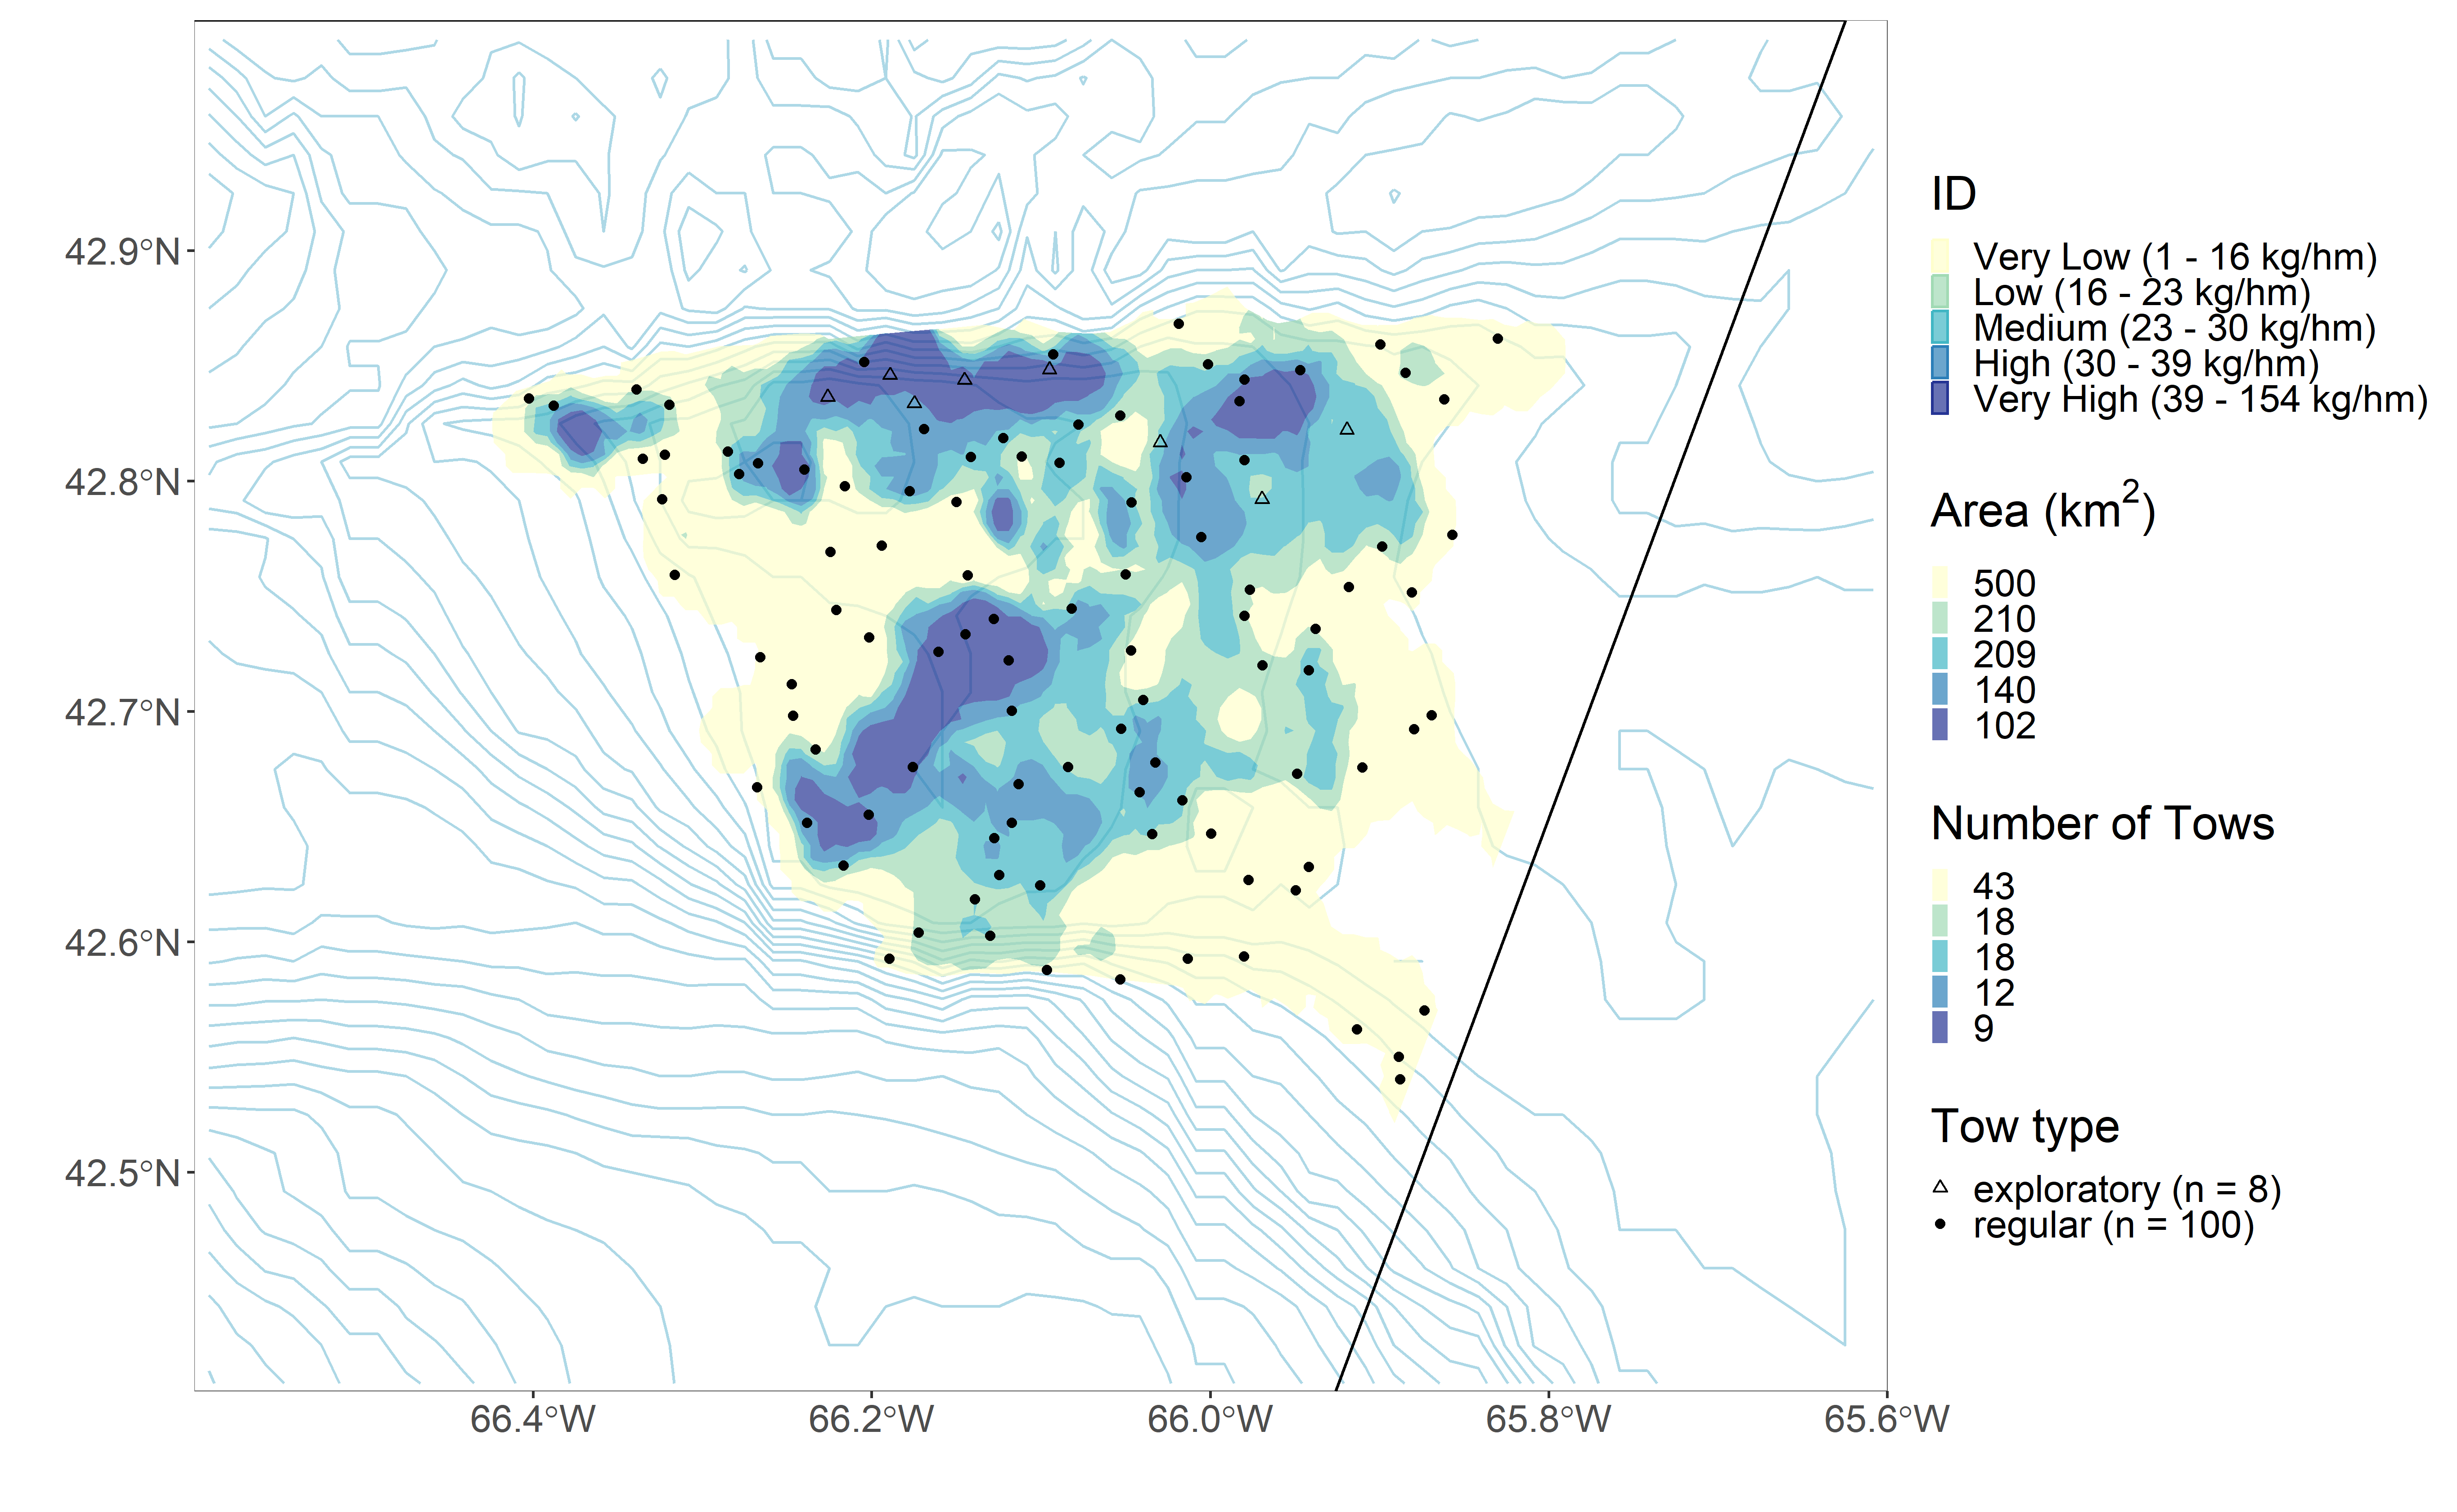 42.9°N
42.8°N
42.7°N
42.6°N
42.5°N
66.4°W
66.2°W
66.0°W
65.8°W
65.6°W
ID
Very Low (1 - 16 kg/hm)
Low (16 - 23 kg/hm)
Medium (23 - 30 kg/hm)
High (30 - 39 kg/hm)
Very High (39 - 154 kg/hm)
Area (km²)
500
210
209
140
102
Number of Tows
43
18
18
12
9
Tow type
exploratory (n = 8)
regular (n = 100)